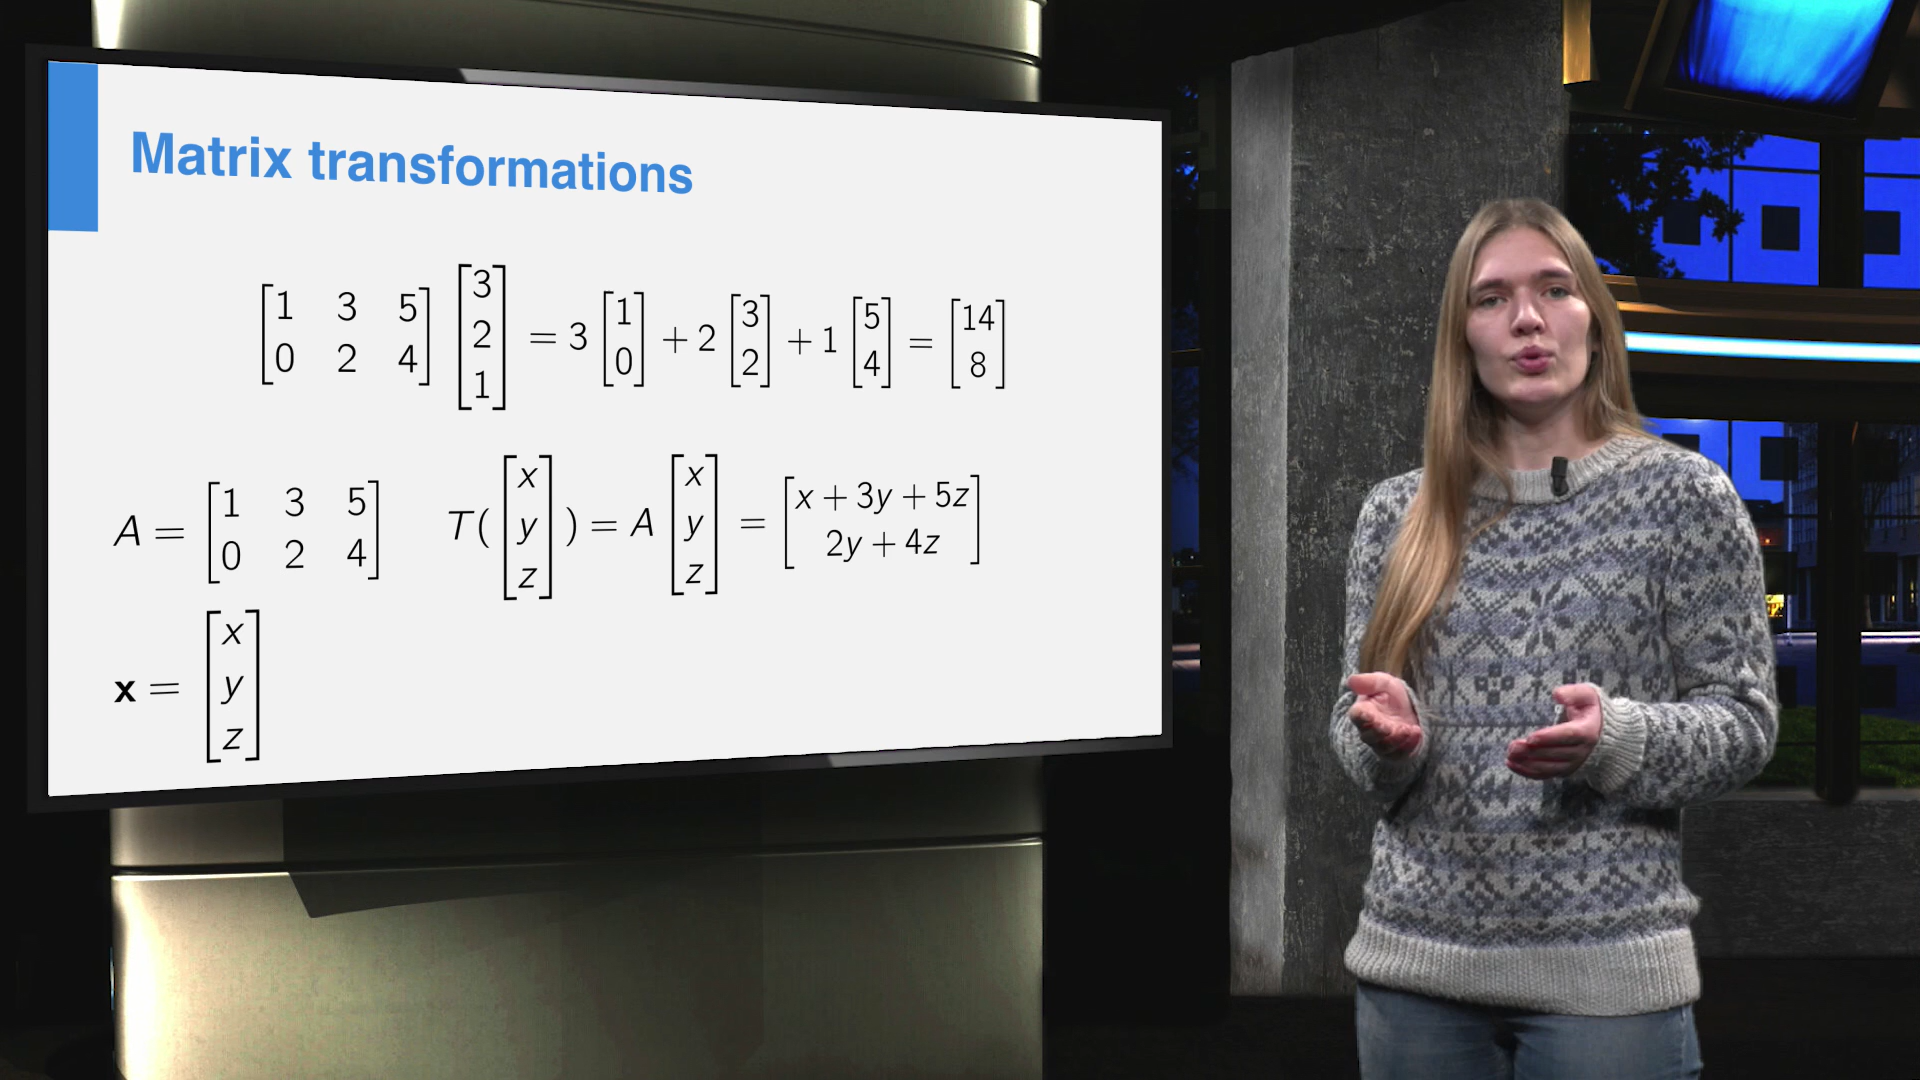 Matrix transformations
[1 3 5; 0 2 4] [3; 2; 1] = 3 [1; 0] + 2 [3; 2] + 1 [5; 4] = [14; 8]
A = [1 3 5; 0 2 4] T([x; y; z]) = A [x; y; z] = [x + 3y + 5z; 2y + 4z]
x = [x; y; z]